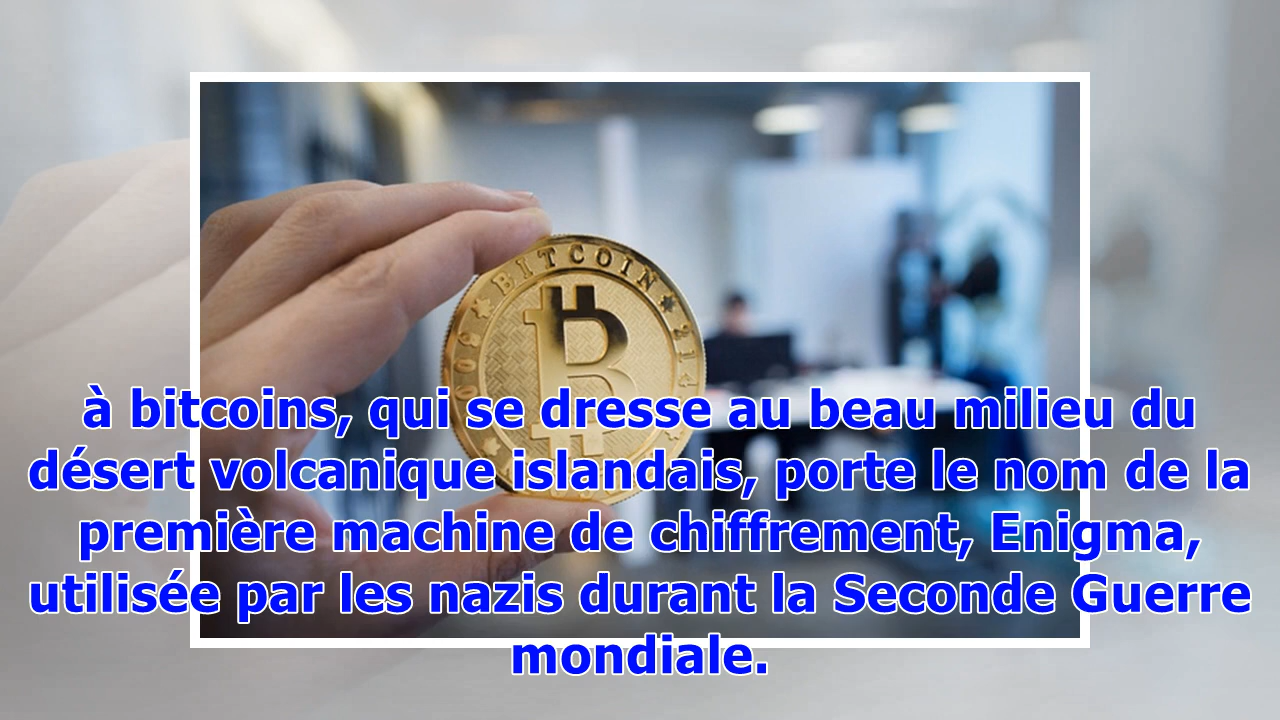 BITCOIN
à bitcoins, qui se dresse au beau milieu du
désert volcanique islandais, porte le nom de la
première machine de chiffrement, Enigma,
utilisée par les nazis durant la Seconde Guerre
mondiale.